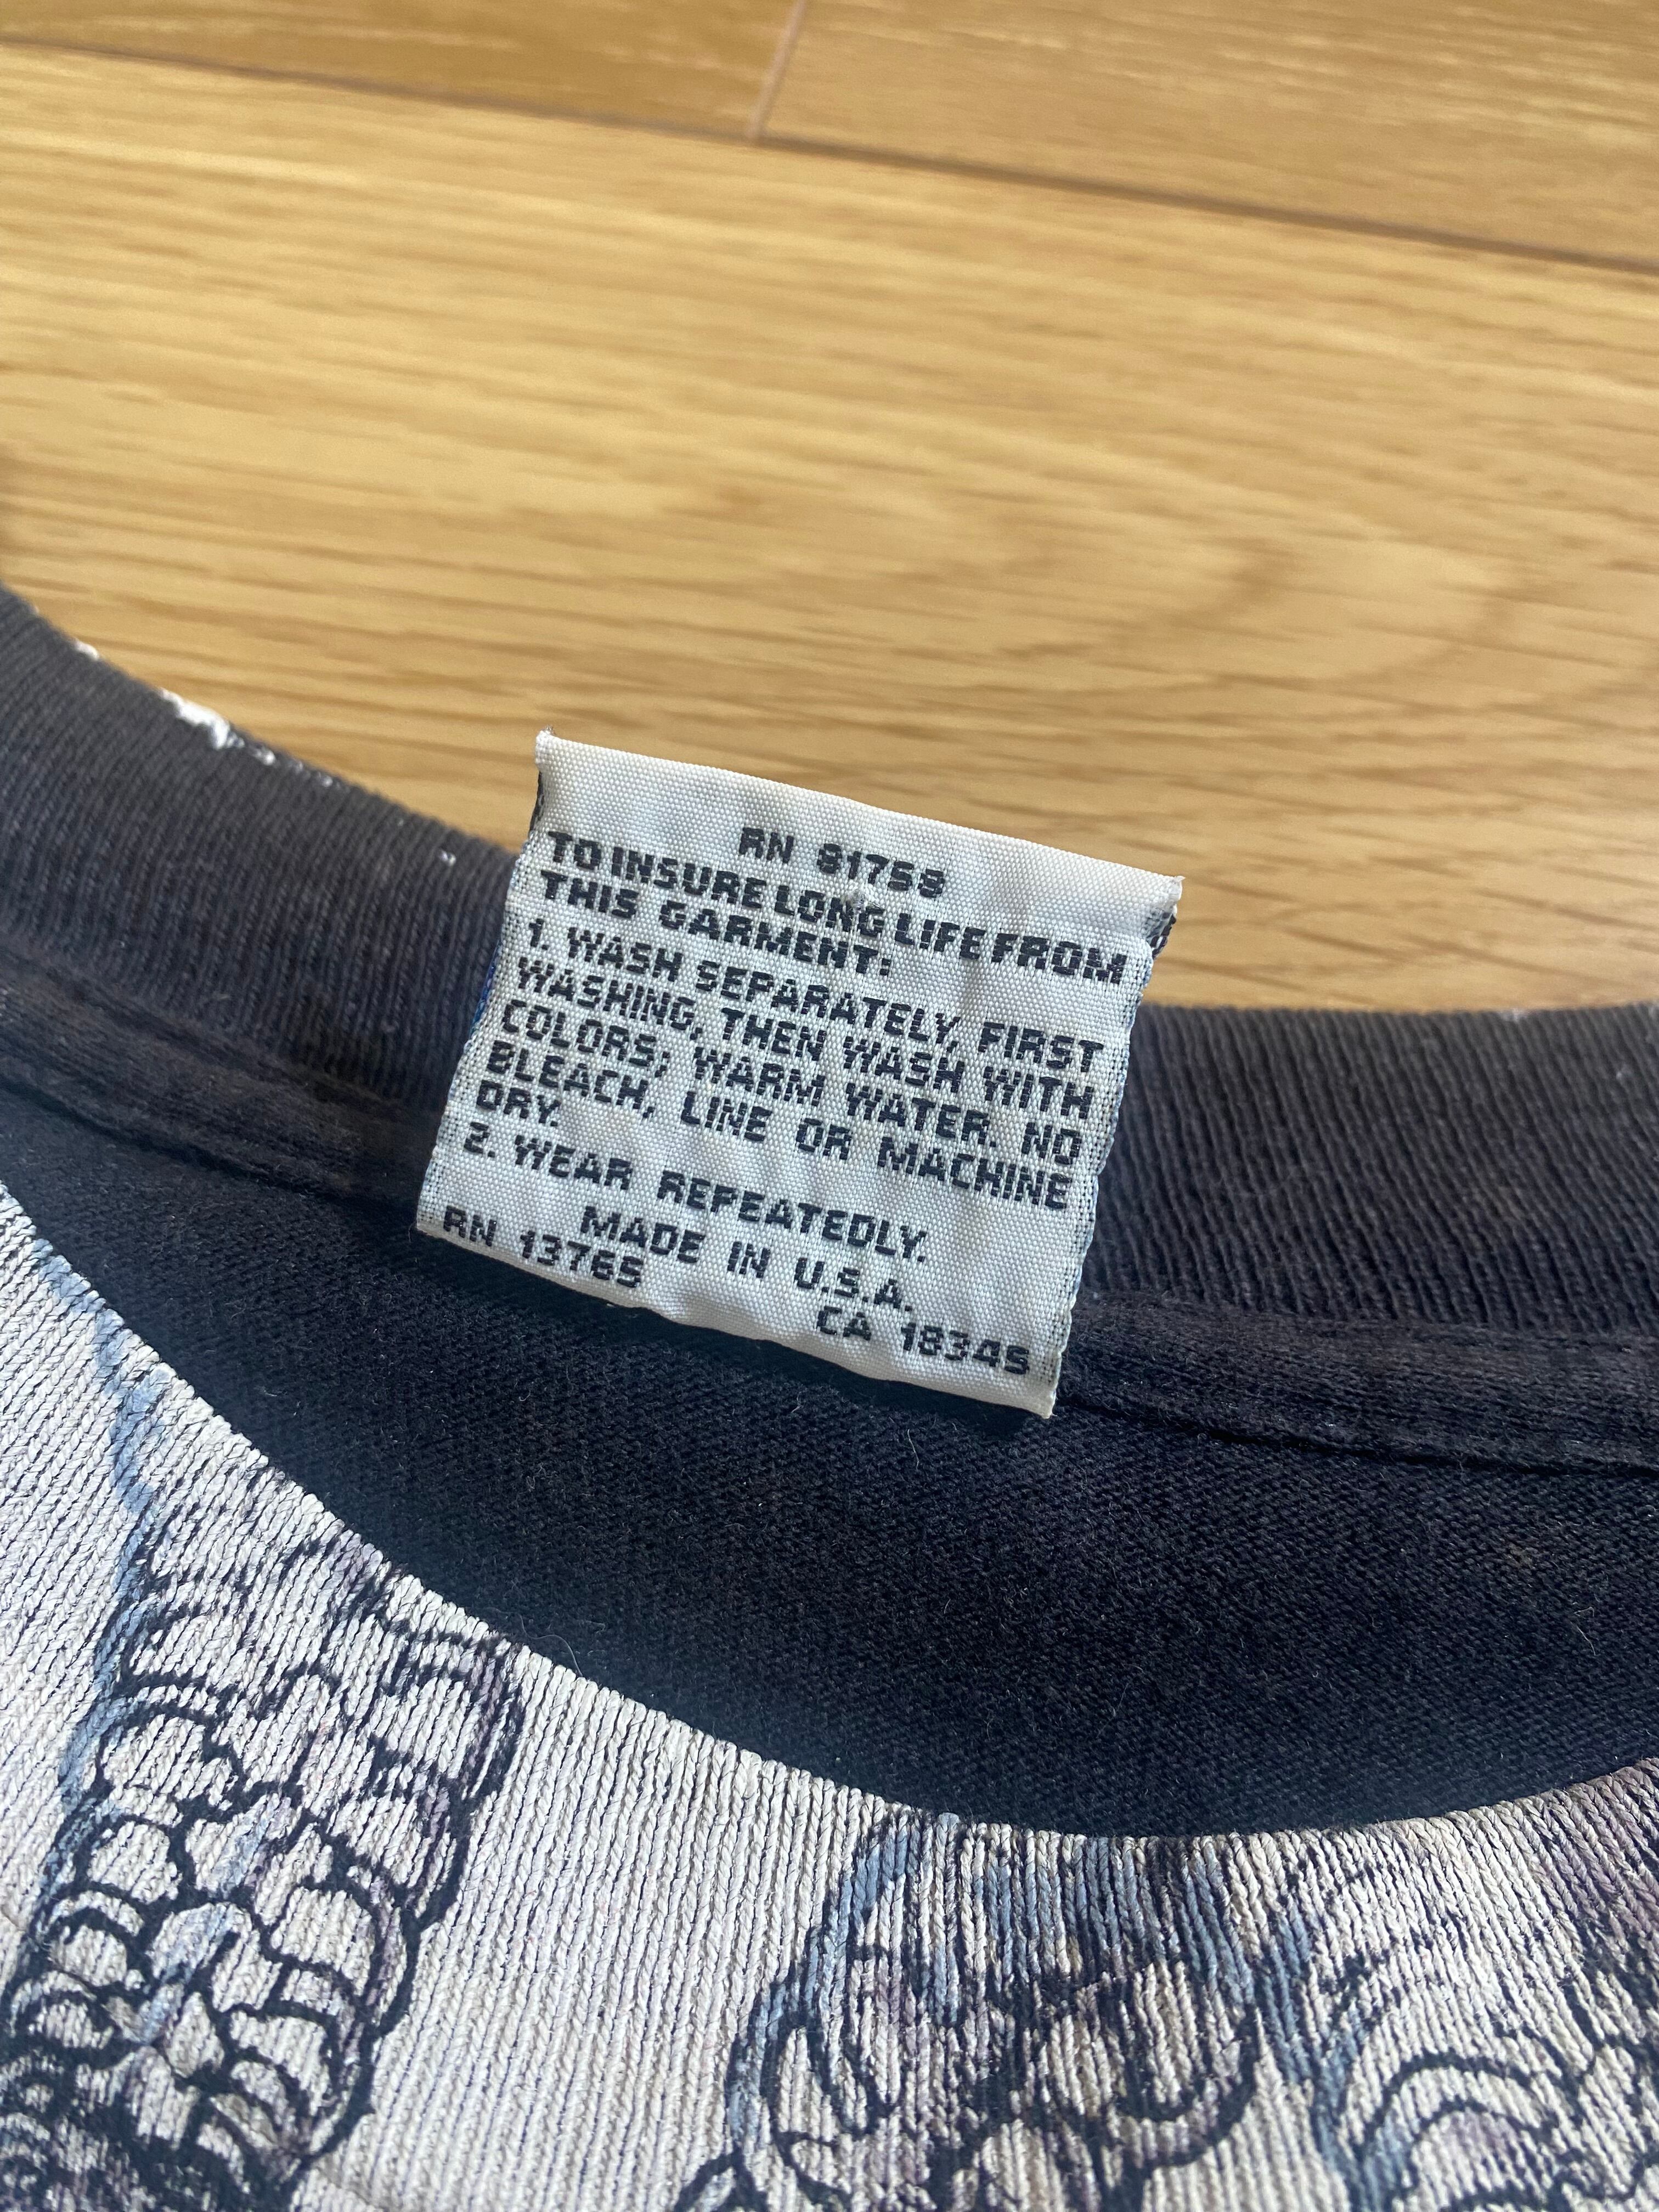 RN 91759
TO INSURE LONG LIFE FROM
THIS GARMENT:
1. WASH SEPARATELY, FIRST
WASHING, THEN WASH WITH
COLORS; WARM WATER. NO
BLEACH, LINE OR MACHINE
DRY.
2. WEAR REPEATEDLY.
MADE IN U.S.A.
RN 13765
CA 18345